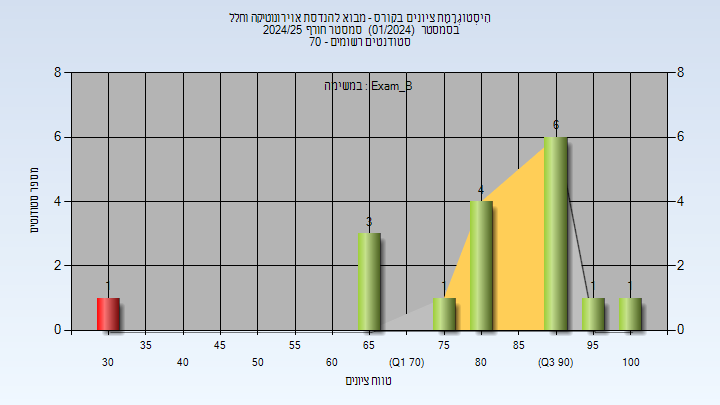 היסטוגרמת ציונים בקורס - מבוא להנדסת אוירונוטיקה וחלל
בסמסטר (01/2024) סמסטר חורף 2024/25
סטודנטים רשומים - 70
במשימה : Exam_B
מספר סטודנטים
8 8
6 6
4 4
2 2
0 0
1 3 1 4 6 1 1
35 45 55 65 75 85 95
30 40 50 60 (Q1 70) 80 (Q3 90) 100
טווח ציונים